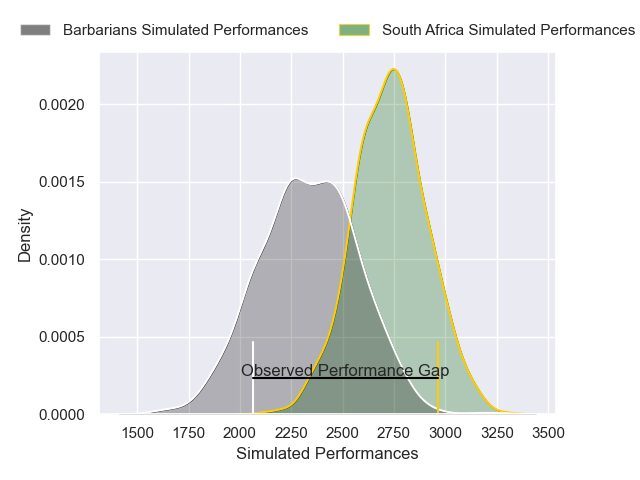 Barbarians Simulated Performances South Africa Simulated Performances
0.0020
0.0015
0.0010
0.0005
0.0000
Density
Observed Performance Gap
1500 1750 2000 2250 2500 2750 3000 3250 3500
Simulated Performances